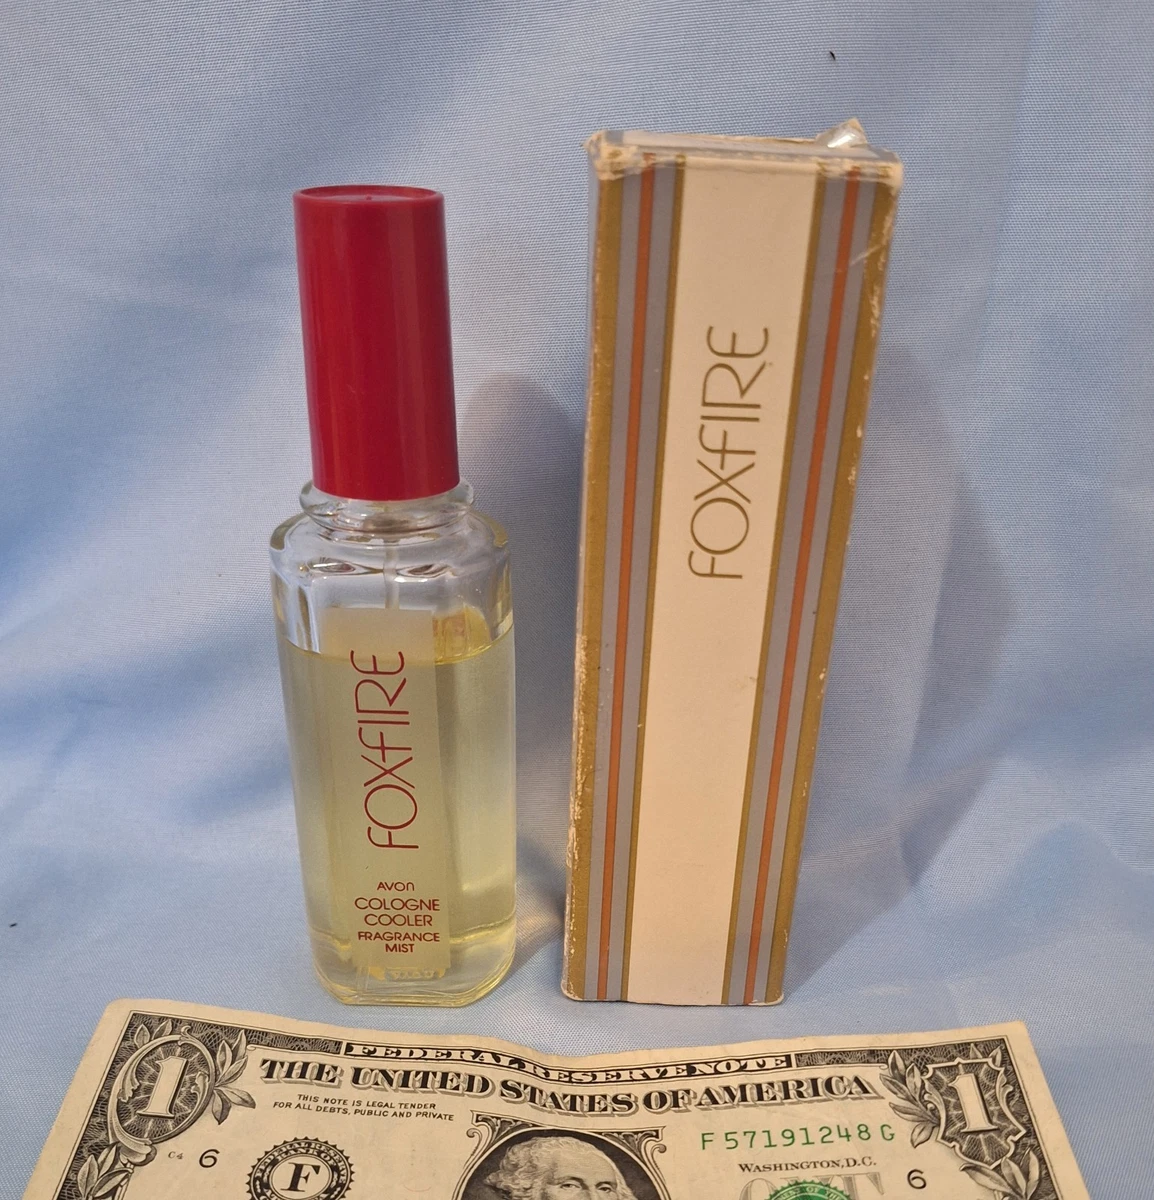 FOXFIRE
AVON
COLOGNE
COOLER
FRAGRANCE
MIST
FOXFIRE
FEDERAL RESERVE NOTE
THE UNITED STATES OF AMERICA
THIS NOTE IS LEGAL TENDER
FOR ALL DEBTS, PUBLIC AND PRIVATE
F 57191248 G
WASHINGTON, D.C.
C4 6
6
F
1
1